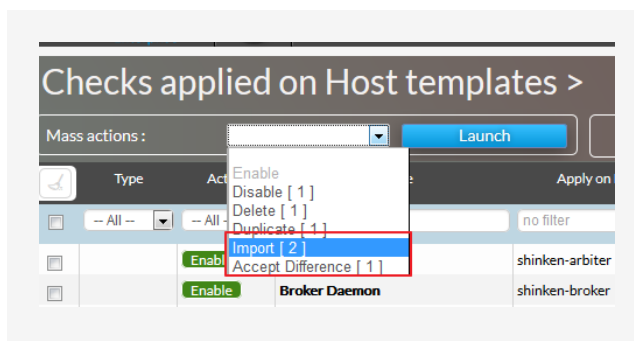 Checks applied on Host templates >
Mass actions :
Launch
Type
Apply on
Enable
Disable [ 1 ]
Delete [ 1 ]
Duplicate [ 1 ]
Import [ 2 ]
Accept Difference [ 1 ]
-- All --
-- All
no filter
shinken-arbiter
Enable
Broker Daemon
shinken-broker